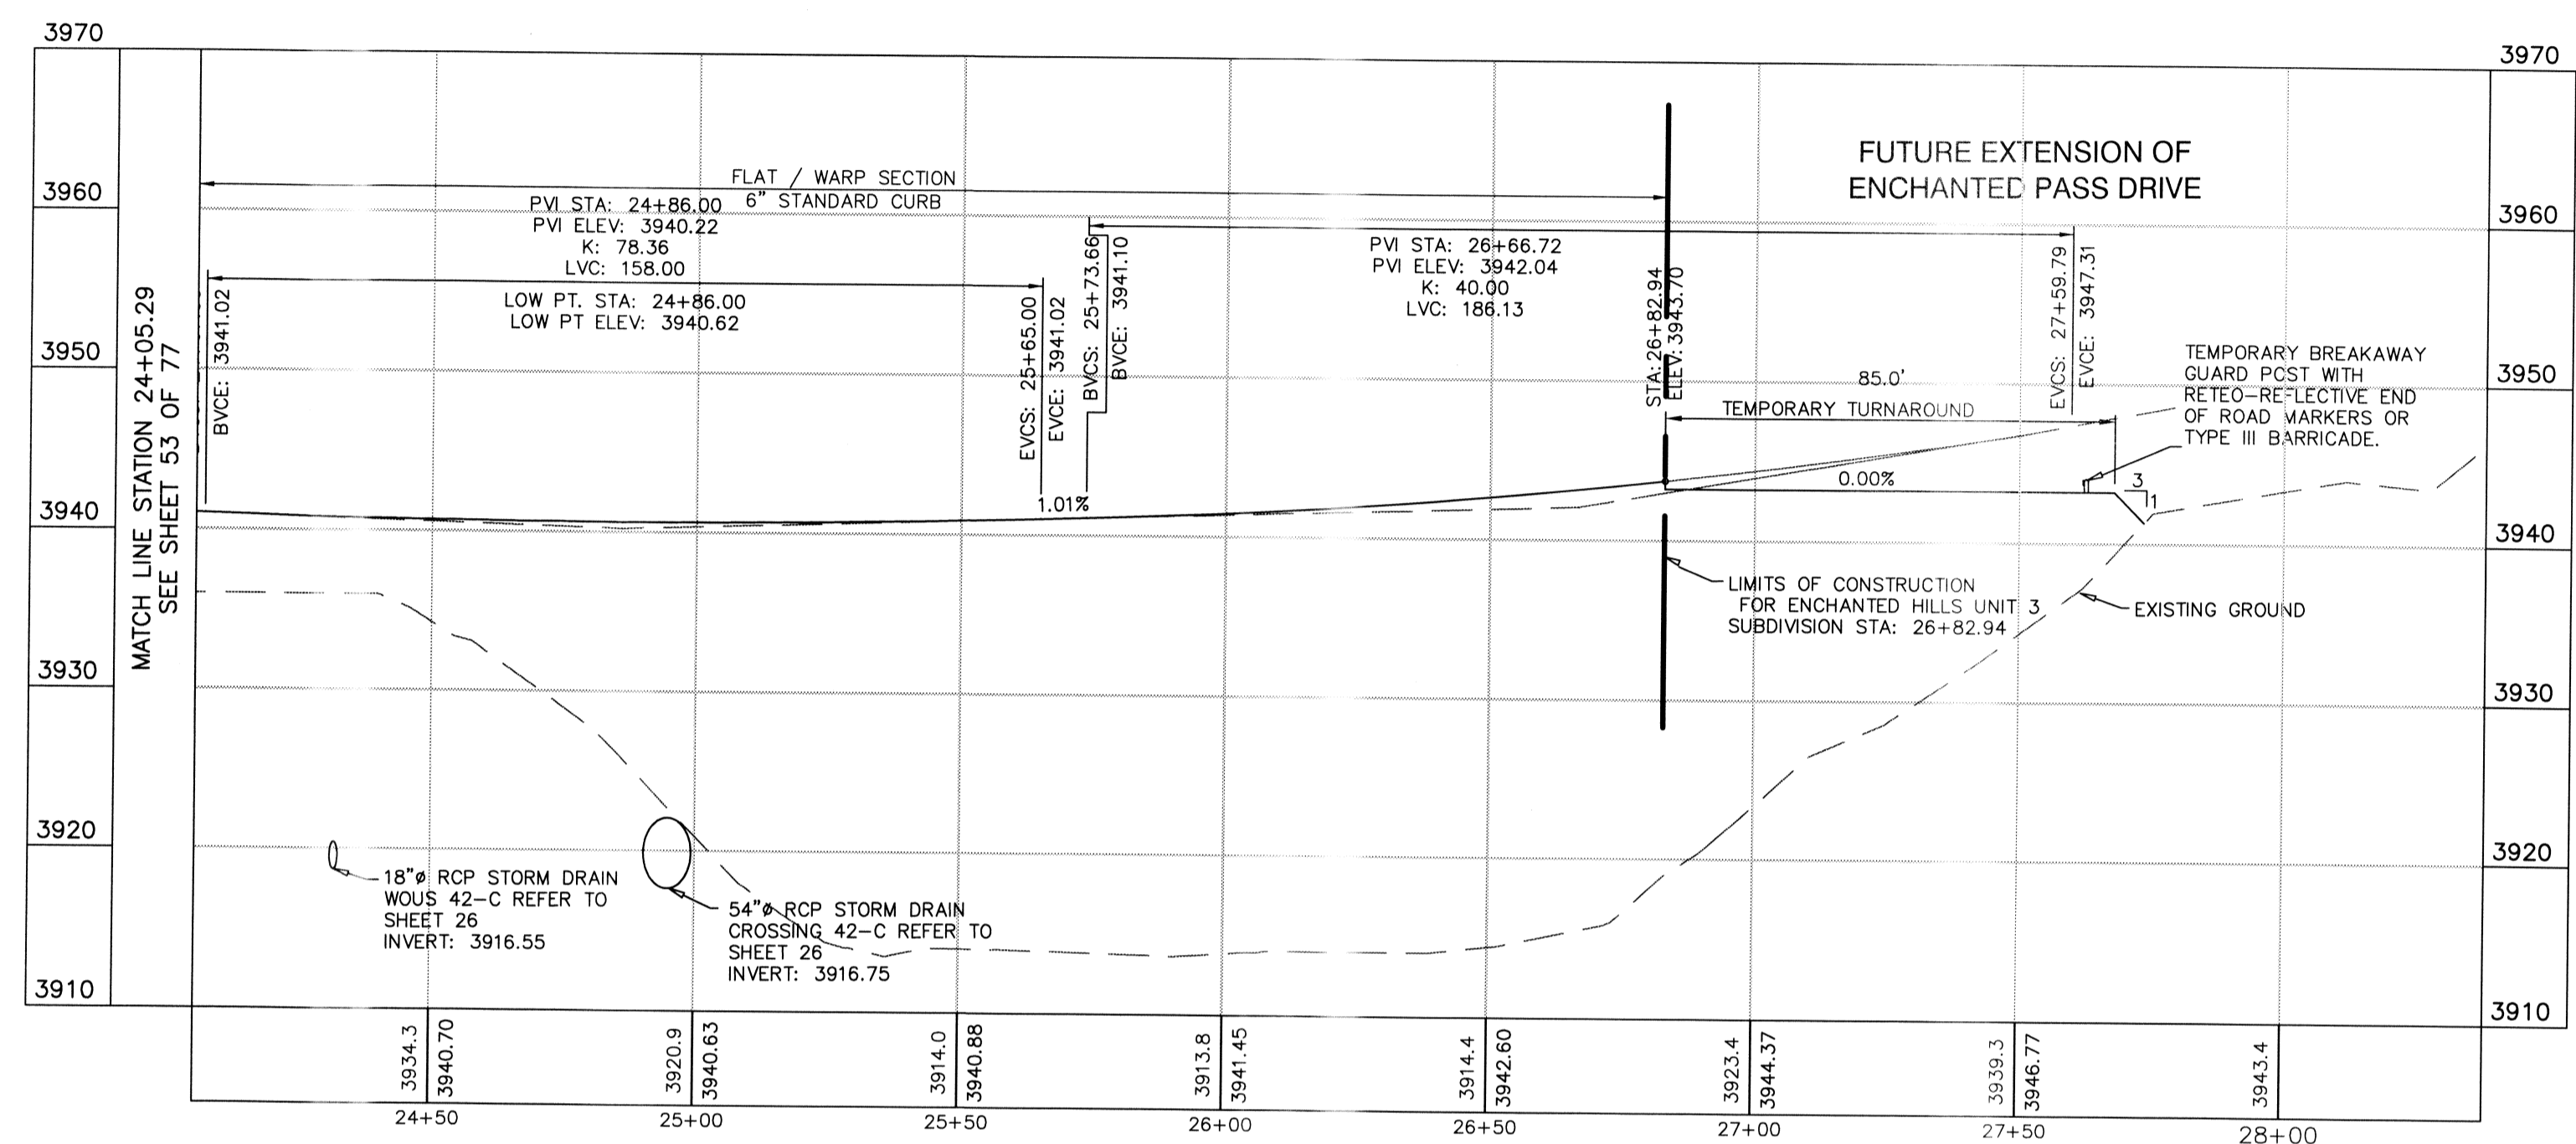 3970
3970
FUTURE EXTENSION OF
ENCHANTED PASS DRIVE
3960
3960
FLAT / WARP SECTION
6" STANDARD CURB
PVI STA: 24+86.00
PVI ELEV: 3940.22
K: 78.36
LVC: 158.00
LOW PT. STA: 24+86.00
LOW PT ELEV: 3940.62
PVI STA: 26+66.72
PVI ELEV: 3942.04
K: 40.00
LVC: 186.13
MATCH LINE STATION 24+05.29
SEE SHEET 53 OF 77
BVCE: 3941.02
EVCS: 25+65.00
EVCE: 3941.02
BVCS: 25+73.66
BVCE: 3941.10
STA: 26+82.94
ELEV: 3943.70
EVCS: 27+59.79
EVCE: 3947.31
3950
3950
85.0'
TEMPORARY TURNAROUND
TEMPORARY BREAKAWAY
GUARD POST WITH
RETEO-REFLECTIVE END
OF ROAD MARKERS OR
TYPE III BARRICADE.
0.00%
3
1
1.01%
3940
3940
LIMITS OF CONSTRUCTION
FOR ENCHANTED HILLS UNIT 3
SUBDIVISION STA: 26+82.94
EXISTING GROUND
3930
3930
3920
3920
18"ø RCP STORM DRAIN
WOUS 42-C REFER TO
SHEET 26
INVERT: 3916.55
54"ø RCP STORM DRAIN
CROSSING 42-C REFER TO
SHEET 26
INVERT: 3916.75
3910
3910
3934.3
3940.70
3920.9
3940.63
3914.0
3940.88
3913.8
3941.45
3914.4
3942.60
3923.4
3944.37
3939.3
3946.77
3943.4
24+50
25+00
25+50
26+00
26+50
27+00
27+50
28+00